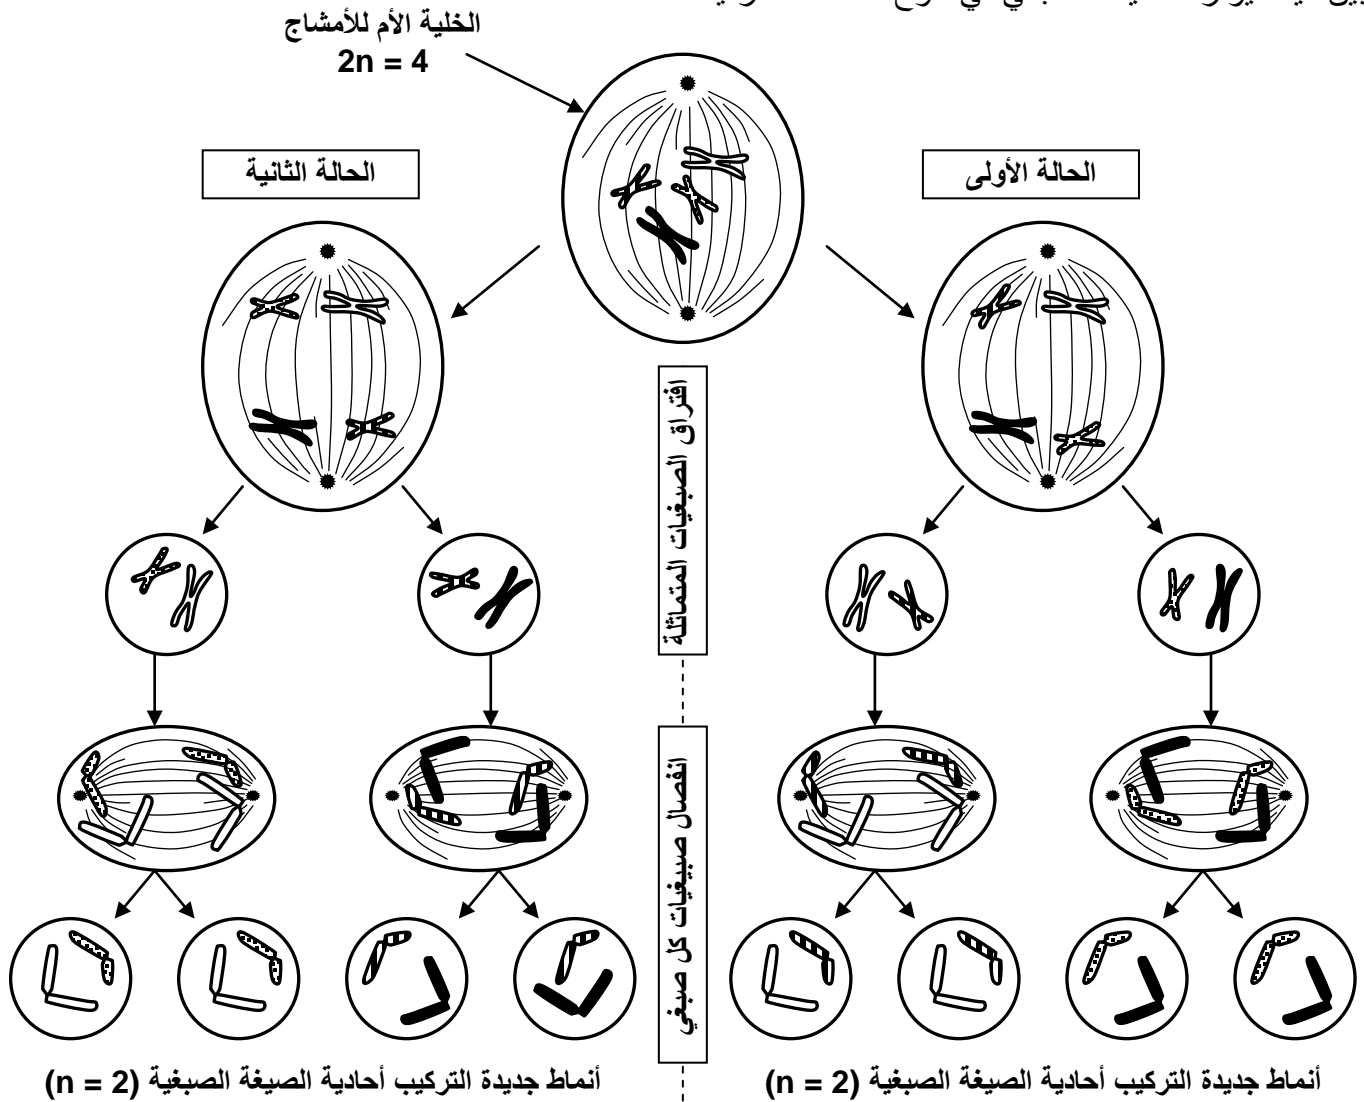 الخلية الأم للأمشاج
2n = 4
الحالة الأولى
الحالة الثانية
افتراق الصبغيات المتماثلة
انفصال صبيغيات كل صبغي
أنماط جديدة التركيب أحادية الصيغة الصبغية (n = 2)
أنماط جديدة التركيب أحادية الصيغة الصبغية (n = 2)